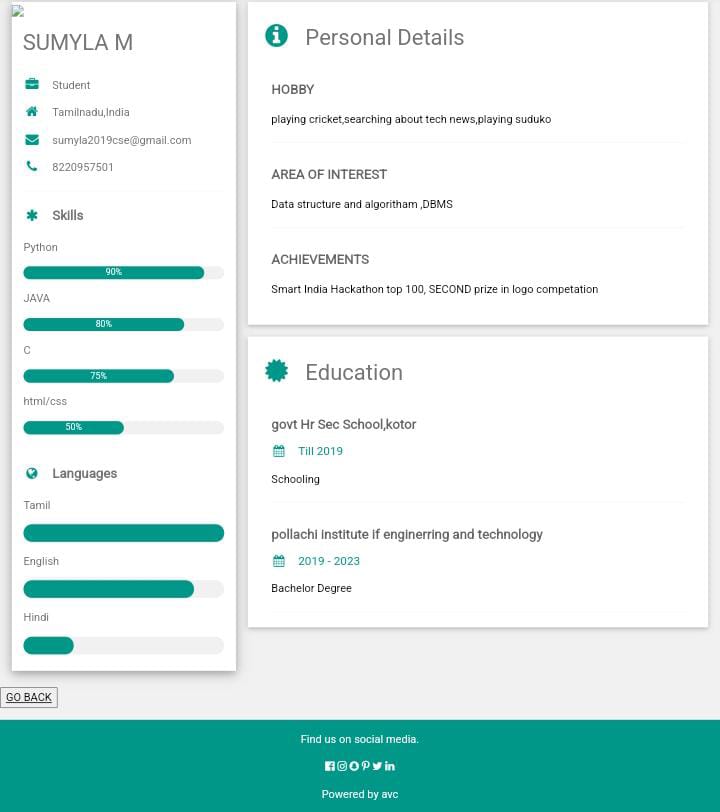 SUMYLA M
Student
Tamilnadu,India
sumyla2019cse@gmail.com
8220957501
Skills
Python
90%
JAVA
80%
C
75%
html/css
50%
Languages
Tamil
English
Hindi
Personal Details
HOBBY
playing cricket,searching about tech news,playing suduko
AREA OF INTEREST
Data structure and algoritham ,DBMS
ACHIEVEMENTS
Smart India Hackathon top 100, SECOND prize in logo competation
Education
govt Hr Sec School,kotor
Till 2019
Schooling
pollachi institute if enginerring and technology
2019 - 2023
Bachelor Degree
GO BACK
Find us on social media.
Powered by avc